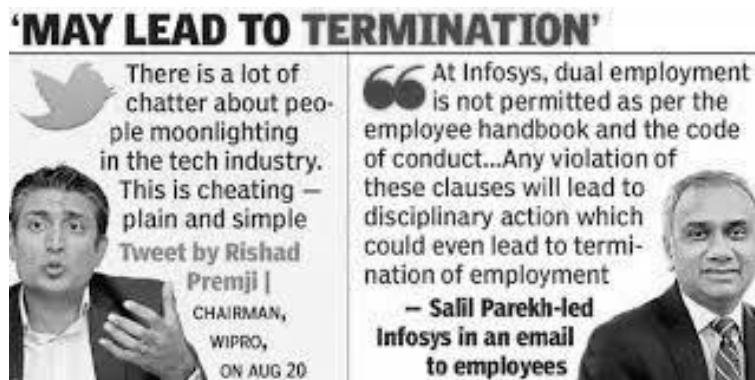 ‘MAY LEAD TO TERMINATION’
There is a lot of
chatter about peo-
ple moonlighting
in the tech industry.
This is cheating —
plain and simple
Tweet by Rishad
Premji |
CHAIRMAN,
WIPRO,
ON AUG 20
At Infosys, dual employment
is not permitted as per the
employee handbook and the code
of conduct...Any violation of
these clauses will lead to
disciplinary action which
could even lead to termi-
nation of employment
— Salil Parekh-led
Infosys in an email
to employees